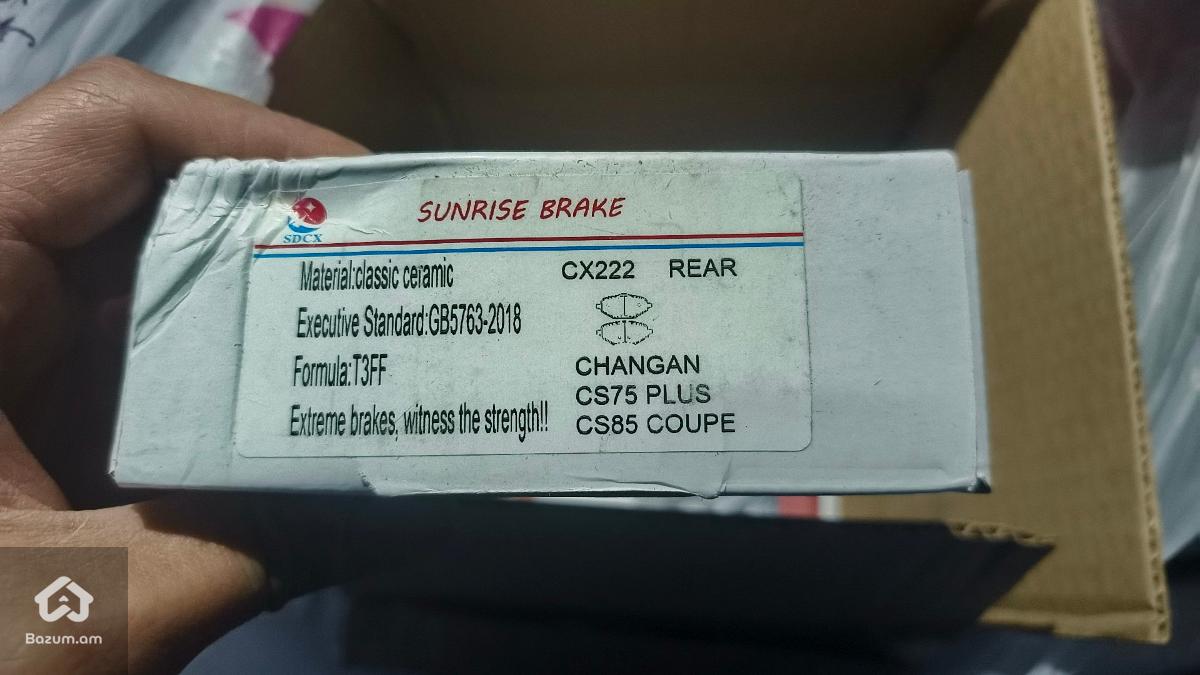 SUNRISE BRAKE
SDCX
Material:classic ceramic
Executive Standard:GB5763-2018
Formula:T3FF
Extreme brakes, witness the strength!!
CX222 REAR
CHANGAN
CS75 PLUS
CS85 COUPE
Bazum.am